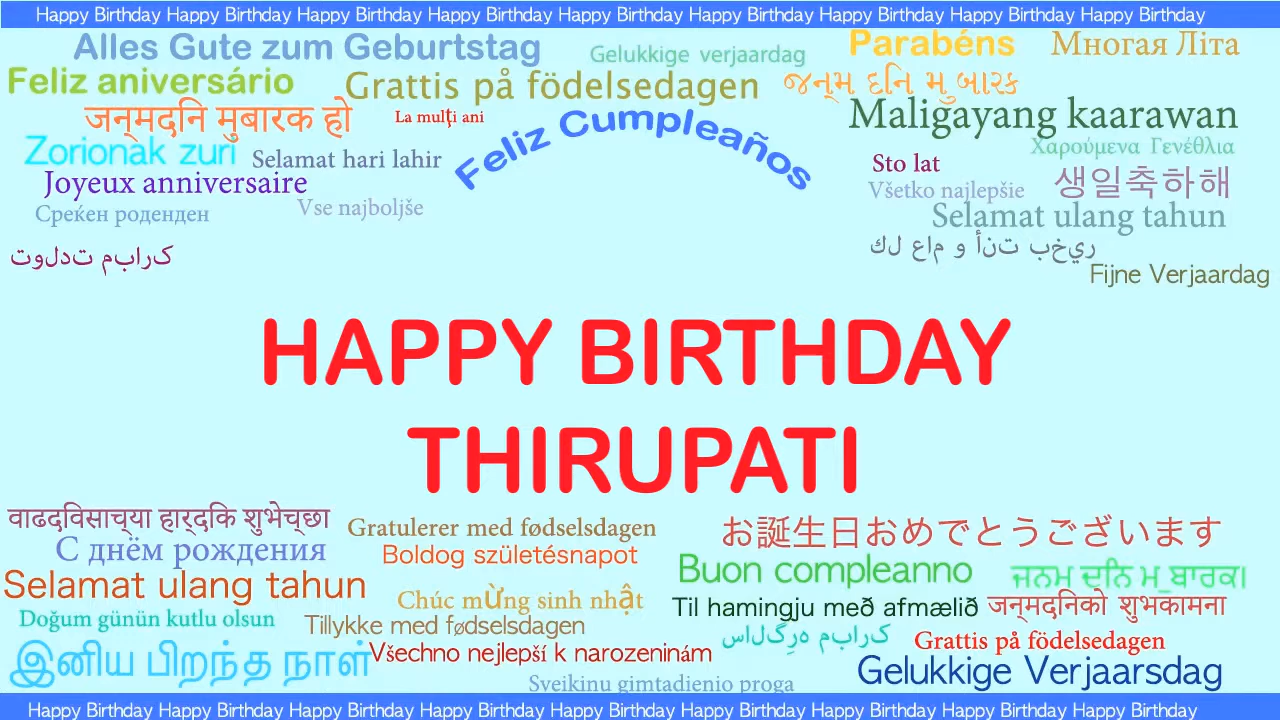 Happy Birthday Happy Birthday Happy Birthday Happy Birthday Happy Birthday Happy Birthday Happy Birthday Happy Birthday Happy Birthday
Alles Gute zum Geburtstag
Gelukkige verjaardag
Parabéns
Многая Літа
Feliz aniversário
Grattis på födelsedagen
જન્મ દનિ મુબારક
जन्मदनि मुबारक हो
La mulţi ani
Feliz Cumpleaños
Maligayang kaarawan
Zorionak zuri
Selamat hari lahir
Sto lat
Χαρούμενα Γενέθλια
Joyeux anniversaire
Všetko najlepšie
생일축하해
Среќен роденден
Vse najboljše
Selamat ulang tahun
تولدت مبارک
كل عام و أنت بخير
Fijne Verjaardag
HAPPY BIRTHDAY
THIRUPATI
वाढदविसाच्या हार्दकि शुभेच्छा
Gratulerer med fødselsdagen
お誕生日おめでとうございます
С днём рождения
Boldog születésnapot
Buon compleanno
ਜਨਮ ਦਨਿ ਮੁਬਾਰਕ।
Selamat ulang tahun
Chúc mừng sinh nhật
Til hamingju með afmælið
जन्मदनिको शुभकामना
Doğum günün kutlu olsun
Tillykke med fødselsdagen
سالگرہ مبارک
Grattis på födelsedagen
இனிய பிறந்த நாள்
Všechno nejlepší k narozeninám
Gelukkige Verjaarsdag
Sveikinu gimtadienio proga
Happy Birthday Happy Birthday Happy Birthday Happy Birthday Happy Birthday Happy Birthday Happy Birthday Happy Birthday Happy Birthday